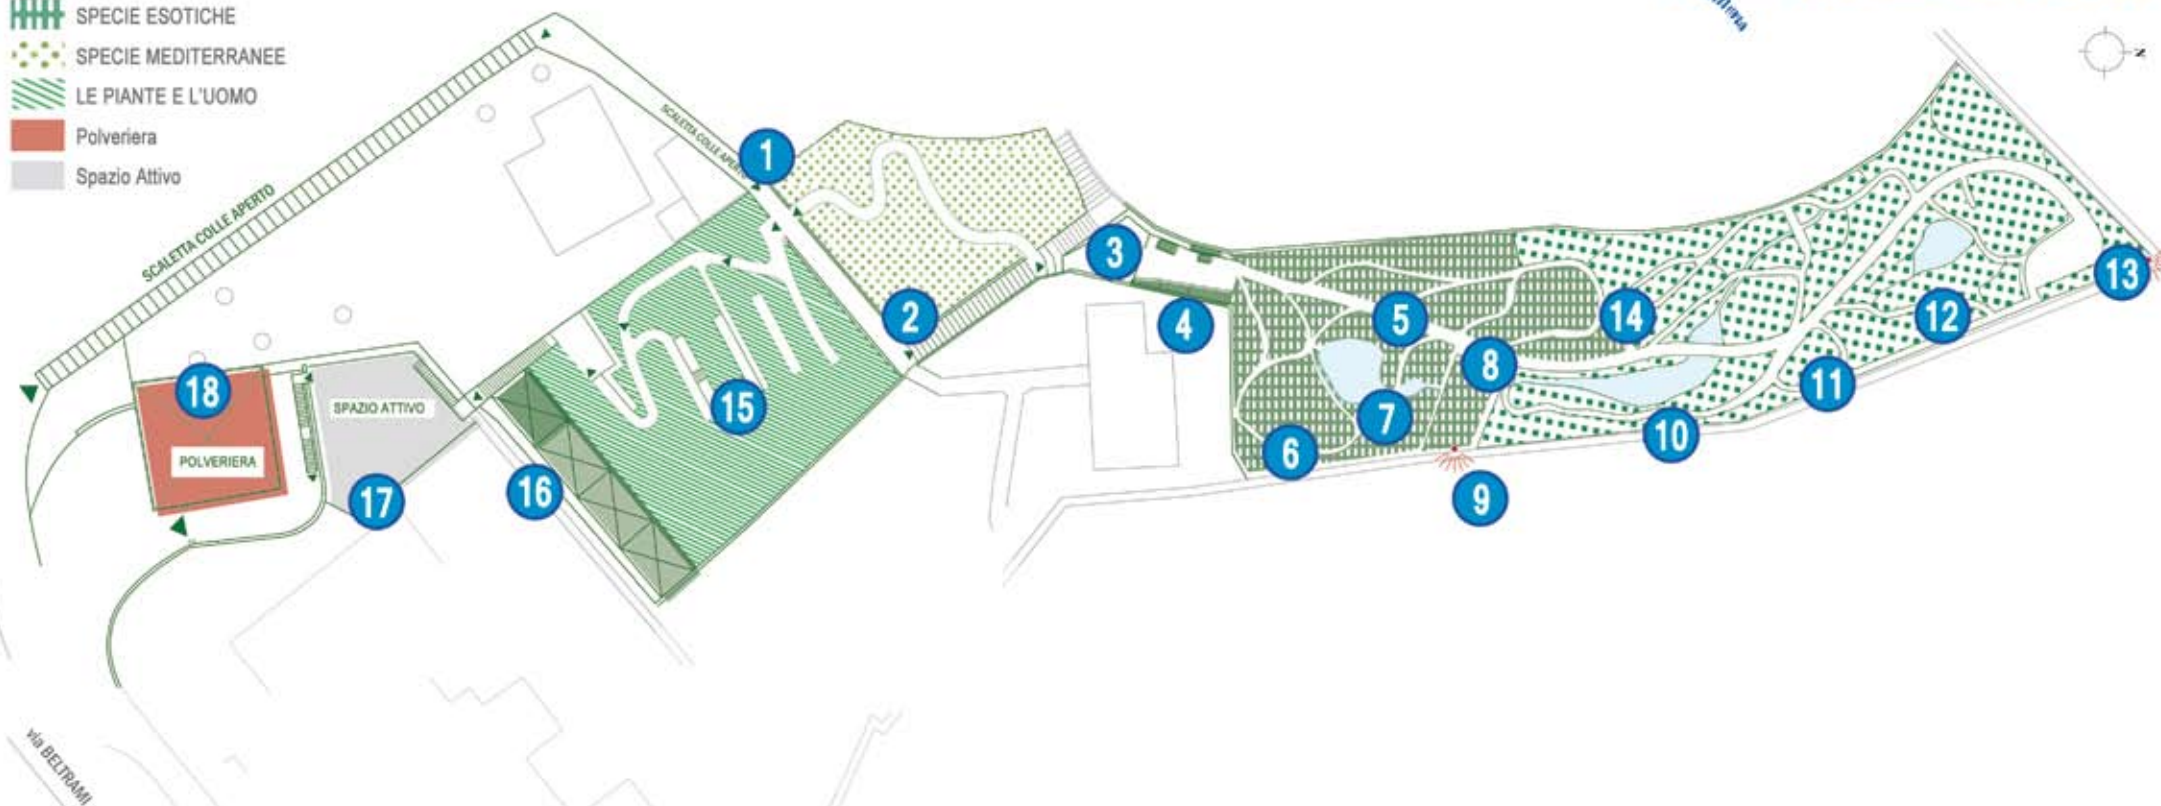 SPECIE ESOTICHE
SPECIE MEDITERRANEE
LE PIANTE E L'UOMO
Polveriera
Spazio Attivo
SCALETTA COLLE APERTO
SCALETTA COLLE APERTO
N
1
2
3
4
5
6
7
8
9
10
11
12
13
14
15
16
17
18
SPAZIO ATTIVO
POLVERIERA
via BELTRAMI